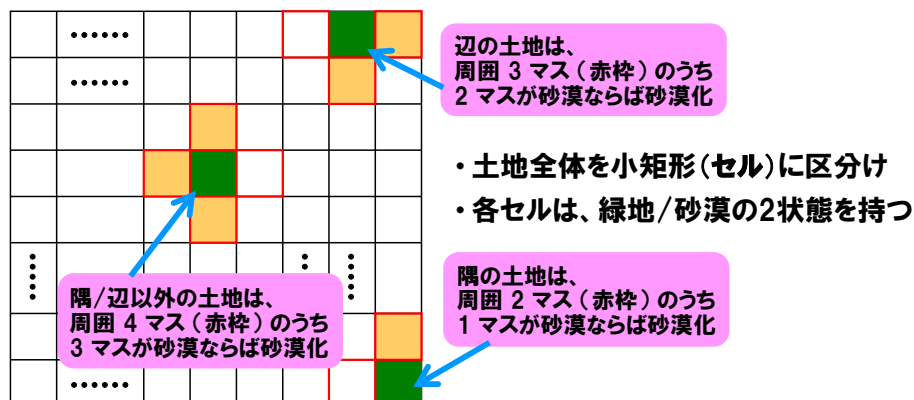 ……
……
辺の土地は、
周囲 3 マス ( 赤枠 ) のうち
2 マスが砂漠ならば砂漠化
・土地全体を小矩形(セル)に区分け
・各セルは、緑地/砂漠の2状態を持つ
隅/辺以外の土地は、
周囲 4 マス ( 赤枠 ) のうち
3 マスが砂漠ならば砂漠化
隅の土地は、
周囲 2 マス ( 赤枠 ) のうち
1 マスが砂漠ならば砂漠化
……